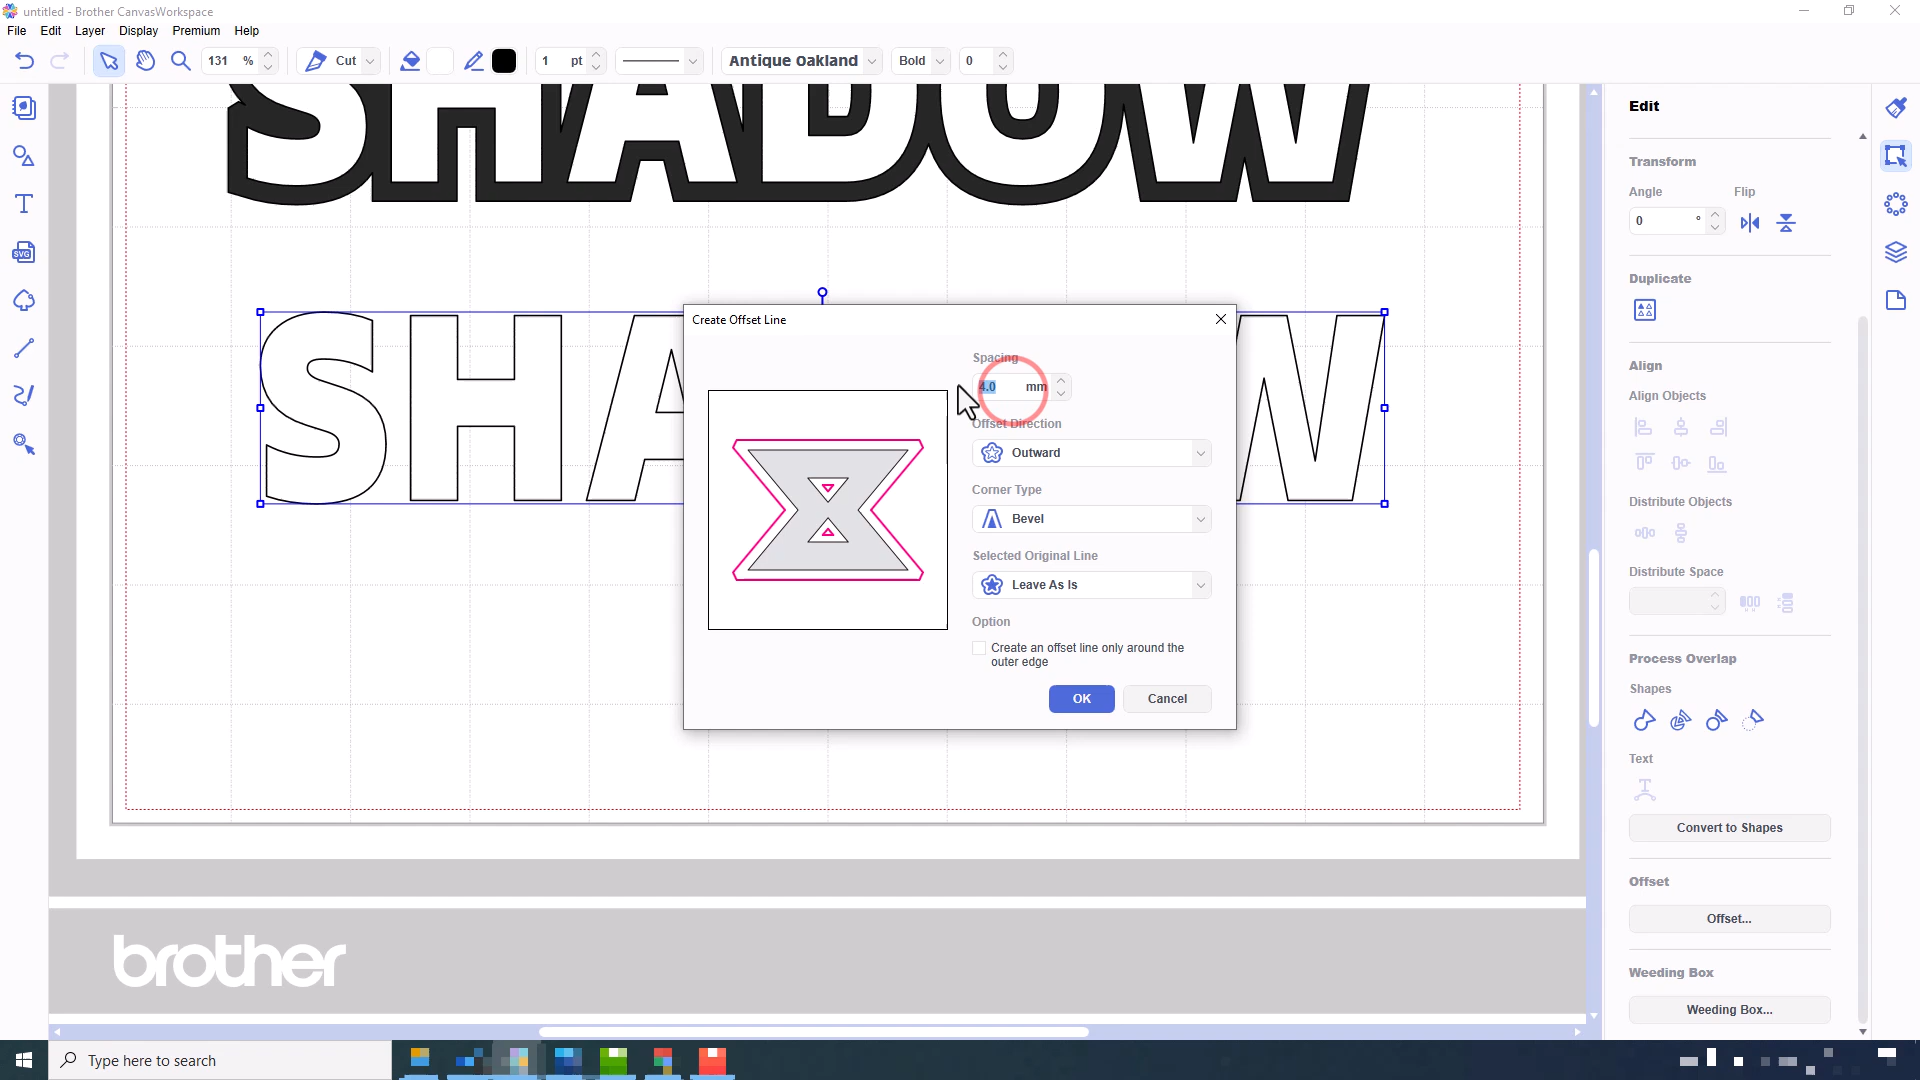 untitled - Brother CanvasWorkspace
File Edit Layer Display Premium Help
131 % Cut 1 pt Antique Oakland Bold 0
SHADOW
Edit
Transform
Angle Flip
0 °
Duplicate
SHA W
Create Offset Line
Spacing
4.0 mm
Offset Direction
Outward
Corner Type
Bevel
Selected Original Line
Leave As Is
Option
Create an offset line only around the
outer edge
OK Cancel
Align
Align Objects
Distribute Objects
Distribute Space
Process Overlap
Shapes
Text
Convert to Shapes
Offset
Offset...
Weeding Box
Weeding Box...
SVG
brother
Type here to search